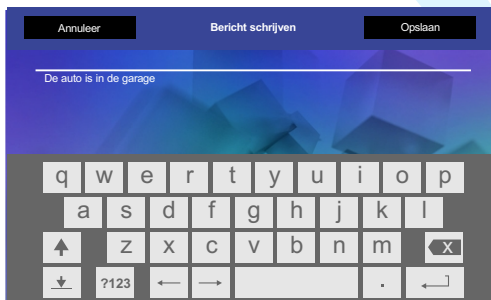 Annuleer Bericht schrijven Opslaan
De auto is in de garage
q w e r t y u i o p
a s d f g h j k l
z x c v b n m X
?123 .